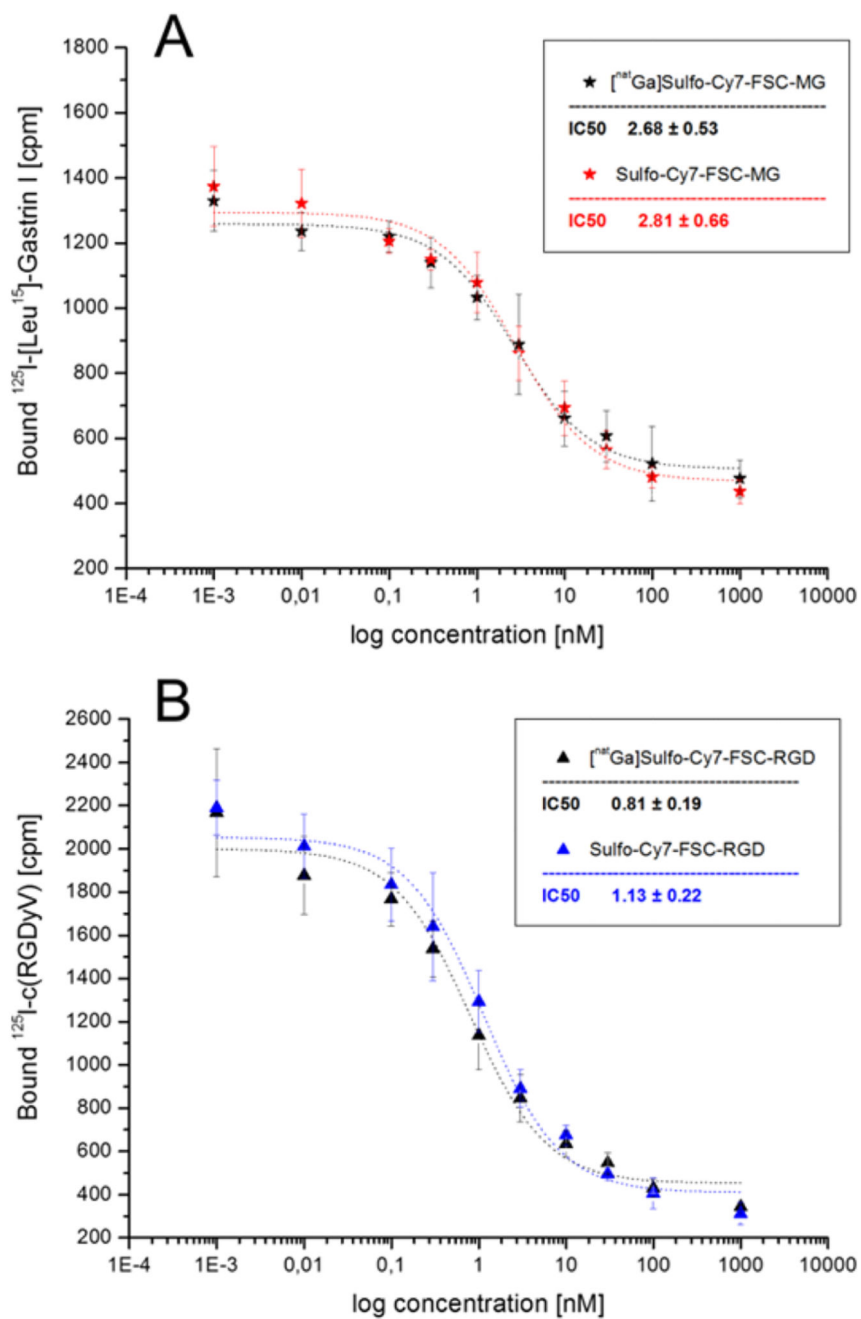 A
1800
1600
1400
1200
1000
800
600
400
200
Bound ¹²⁵I-[Leu¹⁵]-Gastrin I [cpm]
[ⁿᵃᵗGa]Sulfo-Cy7-FSC-MG
IC50 2.68 ± 0.53
Sulfo-Cy7-FSC-MG
IC50 2.81 ± 0.66
1E-4 1E-3 0,01 0,1 1 10 100 1000 10000
log concentration [nM]
B
2600
2400
2200
2000
1800
1600
1400
1200
1000
800
600
400
200
Bound ¹²⁵I-c(RGDyV) [cpm]
[ⁿᵃᵗGa]Sulfo-Cy7-FSC-RGD
IC50 0.81 ± 0.19
Sulfo-Cy7-FSC-RGD
IC50 1.13 ± 0.22
1E-4 1E-3 0,01 0,1 1 10 100 1000 10000
log concentration [nM]